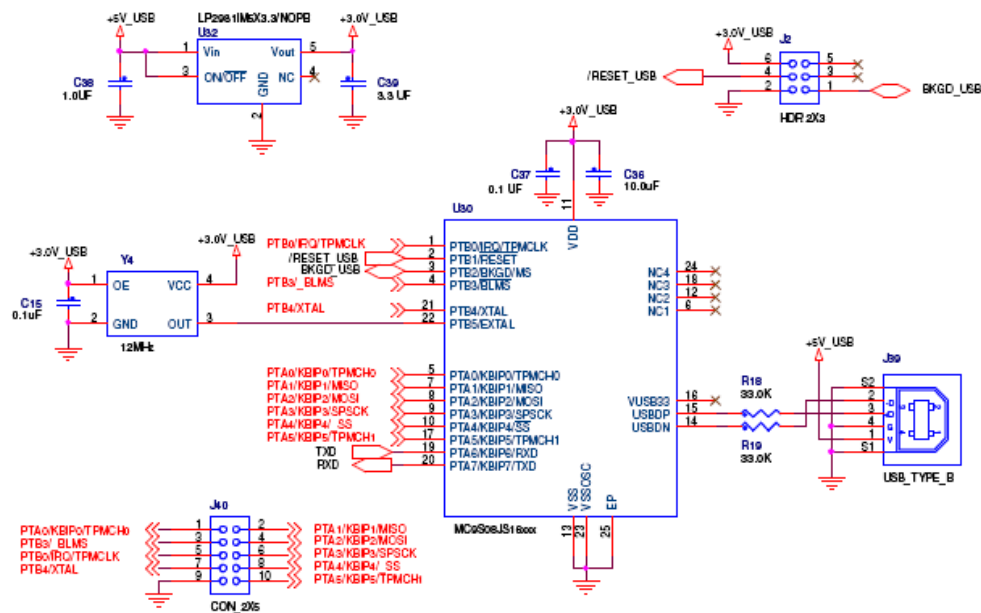 +5V_USB
LP2981IM5X3.3/NOPB
U32
+3.0V_USB
1 Vin Vout 5
3 ON/OFF NC 4
GND
2
C38
1.0UF
C39
3.3 UF
+3.0V_USB
J2
6 5
/RESET_USB 4 3
2 1 BKGD_USB
HDR 2X3
+3.0V_USB
C37
0.1 UF
C36
10.0uF
U30
11
VDD
PTB0/IRQ/TPMCLK 1 PTB0/IRQ/TPMCLK
/RESET_USB 2 PTB1/RESET
BKGD_USB 3 PTB2/BKGD/MS
PTB3/_BLMS 4 PTB3/BLMS
PTB4/XTAL 21 PTB4/XTAL
22 PTB5/EXTAL
NC4 24
NC3 18
NC2 12
NC1 6
+3.0V_USB
Y4
+3.0V_USB
1 OE VCC 4
2 GND OUT 3
C15
0.1uF
12MHz
PTA0/KBIP0/TPMCH0 5 PTA0/KBIP0/TPMCH0
PTA1/KBIP1/MISO 7 PTA1/KBIP1/MISO
PTA2/KBIP2/MOSI 8 PTA2/KBIP2/MOSI
PTA3/KBIP3/SPSCK 9 PTA3/KBIP3/SPSCK
PTA4/KBIP4/_SS 10 PTA4/KBIP4/SS
PTA5/KBIP5/TPMCH1 17 PTA5/KBIP5/TPMCH1
TXD 19 PTA6/KBIP6/RXD
RXD 20 PTA7/KBIP7/TXD
VUSB33 16
USBDP 15
USBDN 14
R18
33.0K
R19
33.0K
+5V_USB
J39
S2
2 -D
3 D
4 G
1 V
S1
USB_TYPE_B
VSS
VSSOSC
EP
13
23
25
MC9S08JS16xxx
J40
PTA0/KBIP0/TPMCH0 1 2 PTA1/KBIP1/MISO
PTB3/_BLMS 3 4 PTA2/KBIP2/MOSI
PTB0/IRQ/TPMCLK 5 6 PTA3/KBIP3/SPSCK
PTB4/XTAL 7 8 PTA4/KBIP4/_SS
9 10 PTA5/KBIP5/TPMCH1
CON_2X5